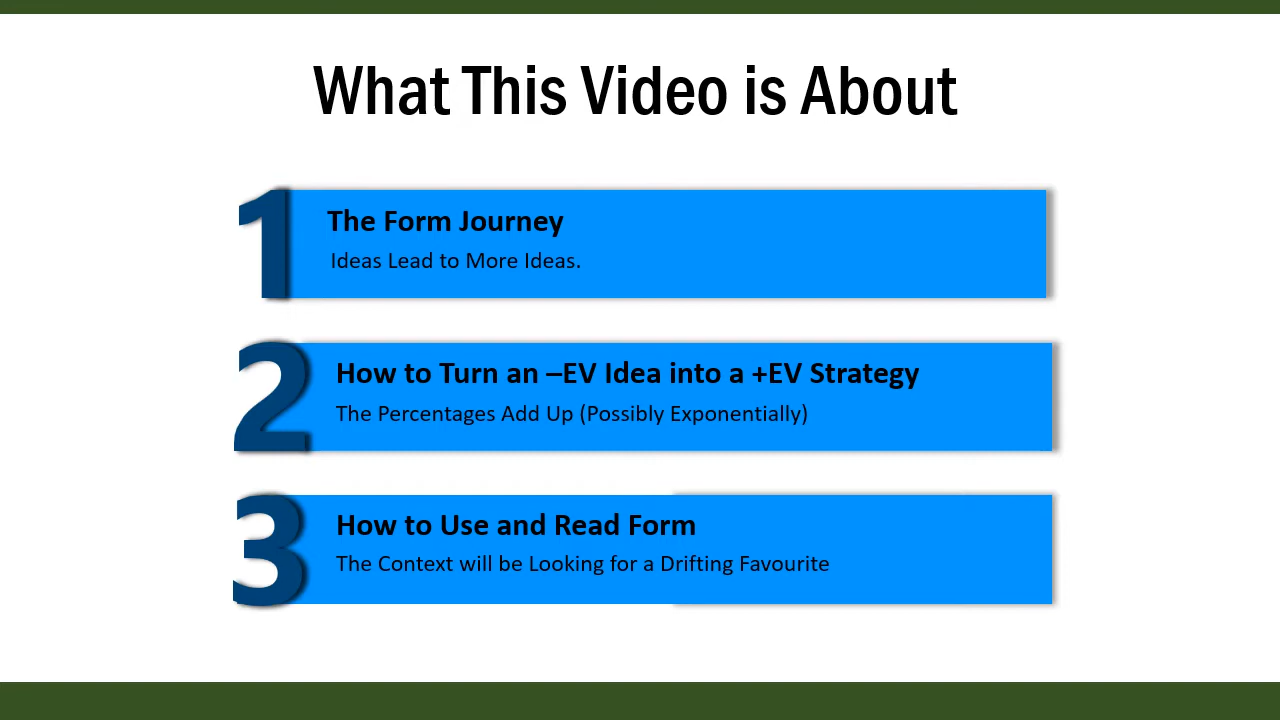 What This Video is About
1
The Form Journey
Ideas Lead to More Ideas.
2
How to Turn an –EV Idea into a +EV Strategy
The Percentages Add Up (Possibly Exponentially)
3
How to Use and Read Form
The Context will be Looking for a Drifting Favourite